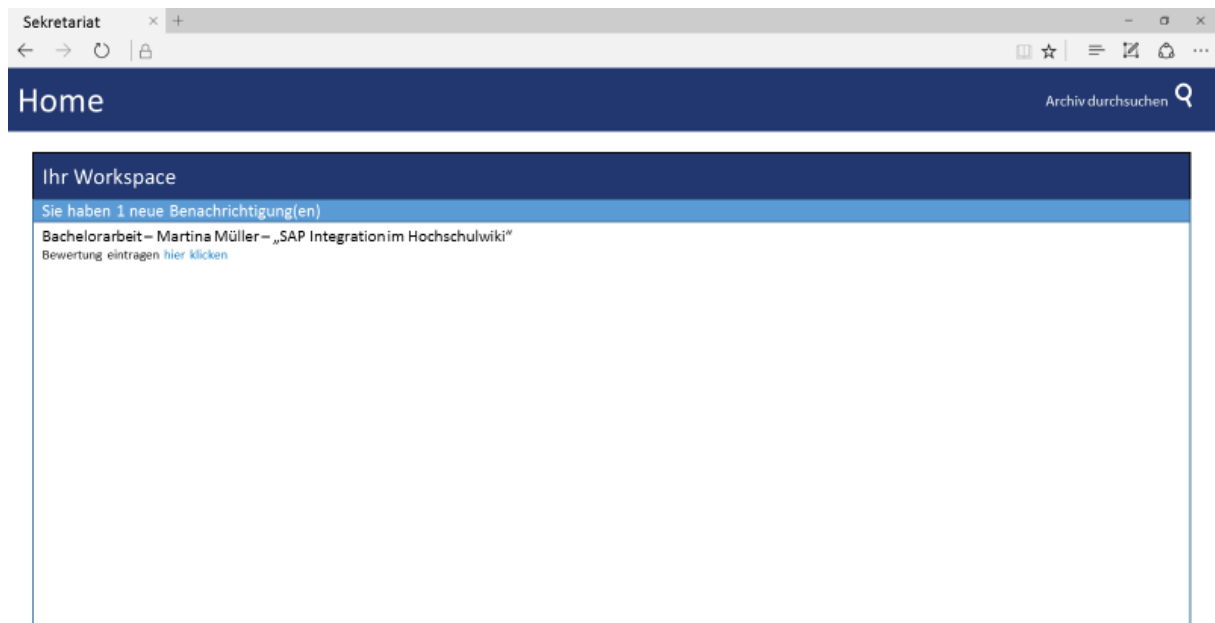 Sekretariat
Home
Archiv durchsuchen
Ihr Workspace
Sie haben 1 neue Benachrichtigung(en)
Bachelorarbeit – Martina Müller – „SAP Integration im Hochschulwiki“
Bewertung eintragen hier klicken